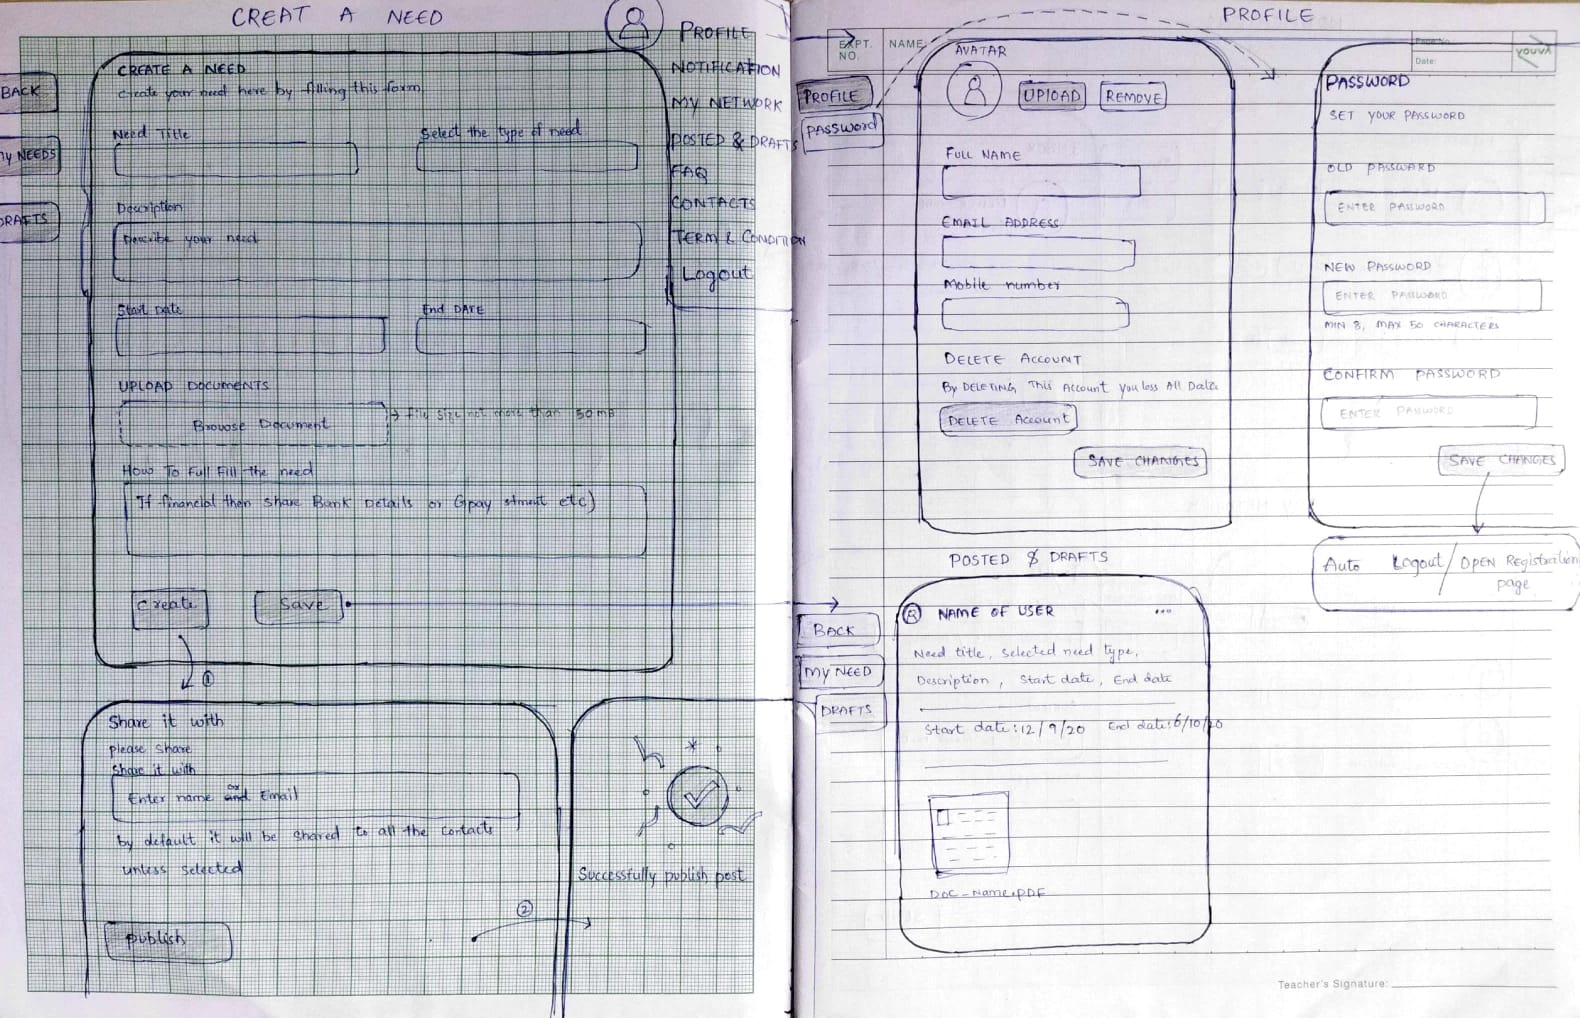 CREAT A NEED
PROFILE
NOTIFICATION
MY NETWORK
POSTED & DRAFTS
FAQ
CONTACTS
TERM & CONDITION
Logout
BACK
MY NEEDS
DRAFTS
CREATE A NEED
Create your need here by filling this form
Need Title
Select the type of need
Description
Describe your need
Start Date
End DATE
UPLOAD DOCUMENTS
Browse Document
→ file size not more than 50 mb
How To Full Fill the need
If financial then share Bank Details or Gpay etc)
Create
Save
①
Share it with
please share
Share it with
Enter name and or Email
by default it will be shared to all the contacts
unless selected
publish
②
Successfully publish post
PROFILE
EXPT. NO.
NAME:
Page No.
Date:
youva
PROFILE
PASSWORD
AVATAR
UPLOAD
REMOVE
FULL NAME
EMAIL ADDRESS
Mobile number
DELETE Account
By DELETING This Account You loss All Data
DELETE Account
SAVE CHANGES
PASSWORD
SET YOUR PASSWORD
OLD PASSWARD
ENTER PASSWORD
NEW PASSWORD
ENTER PASSWORD
MIN 8, MAX 50 CHARACTERS
CONFIRM PASSWORD
ENTER PASSWORD
SAVE CHANGES
Auto Logout / OPEN Registration
page
POSTED & DRAFTS
BACK
MY NEED
DRAFTS
NAME OF USER
...
Need title, Selected need type,
Description, Start date, End date
Start date: 12/9/20 End date: 6/10/20
DOC-Name.PDF
Teacher's Signature: